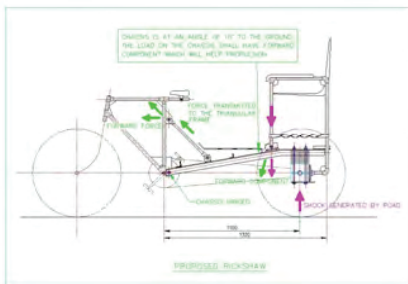 CHASSIS IS AT AN ANGLE OF 10° TO THE GROUND
THE LOAD ON THE CHASSIS SHALL HAVE FORWARD
COMPONENT WHICH WILL HELP PROPULSION
FORCE TRANSMITTED
TO THE TRIANGULAR
FRAME
FORWARD FORCE
FORWARD COMPONENT
CHASSIS HINGED
SHOCK GENERATED BY ROAD
PROPOSED RICKSHAW